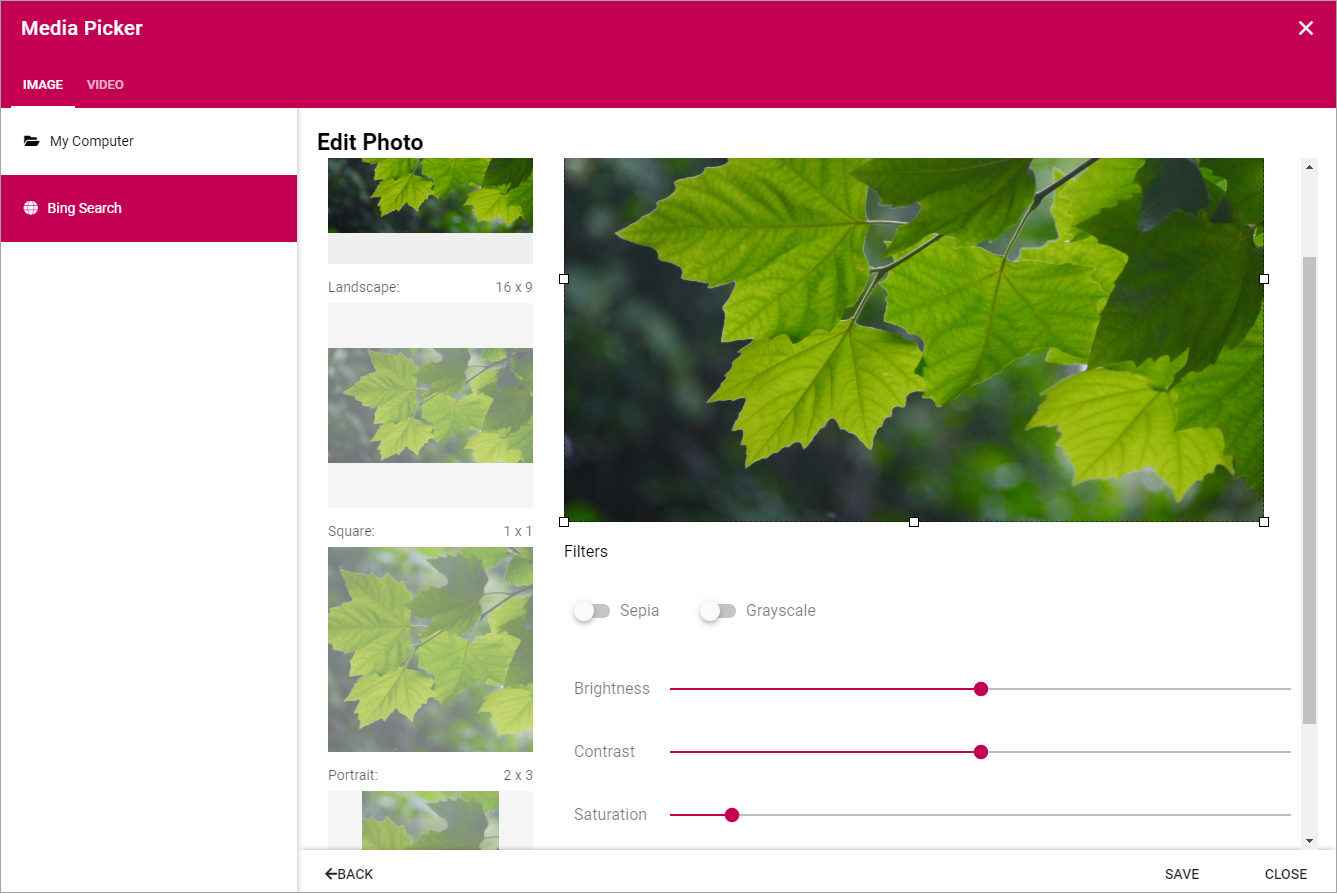 Media Picker
IMAGE VIDEO
My Computer
Bing Search
Edit Photo
Landscape: 16 x 9
Square: 1 x 1
Portrait: 2 x 3
Filters
Sepia Grayscale
Brightness
Contrast
Saturation
BACK SAVE CLOSE